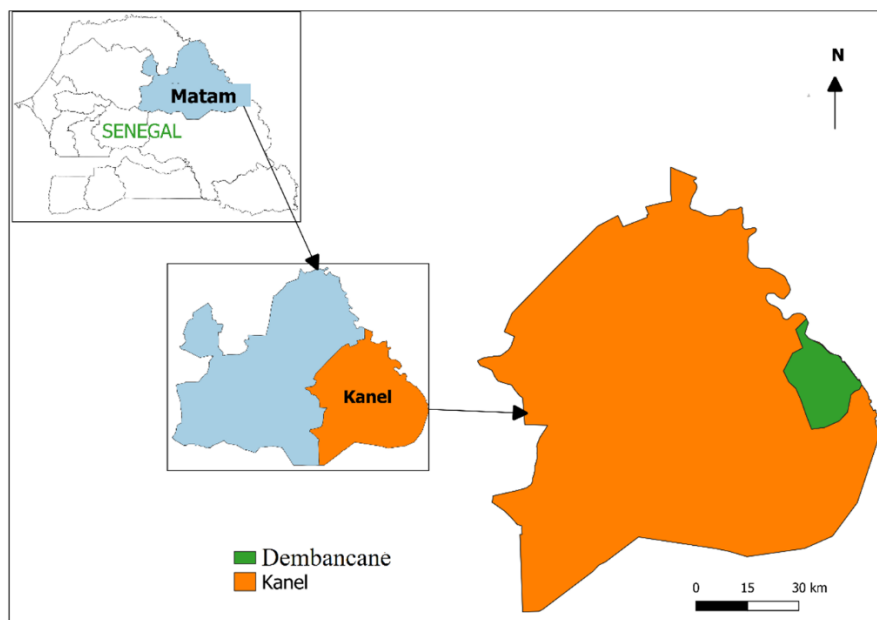 Matam
SENEGAL
N
Kanel
Dembancane
Kanel
0 15 30 km